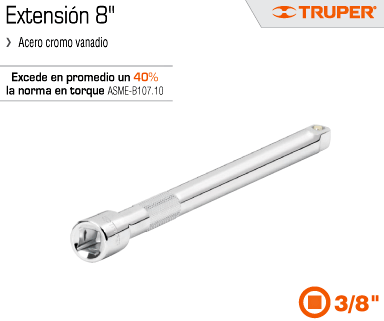 Extensión 8"
TRUPER®
› Acero cromo vanadio
Excede en promedio un 40%
la norma en torque ASME-B107.10
3/8"